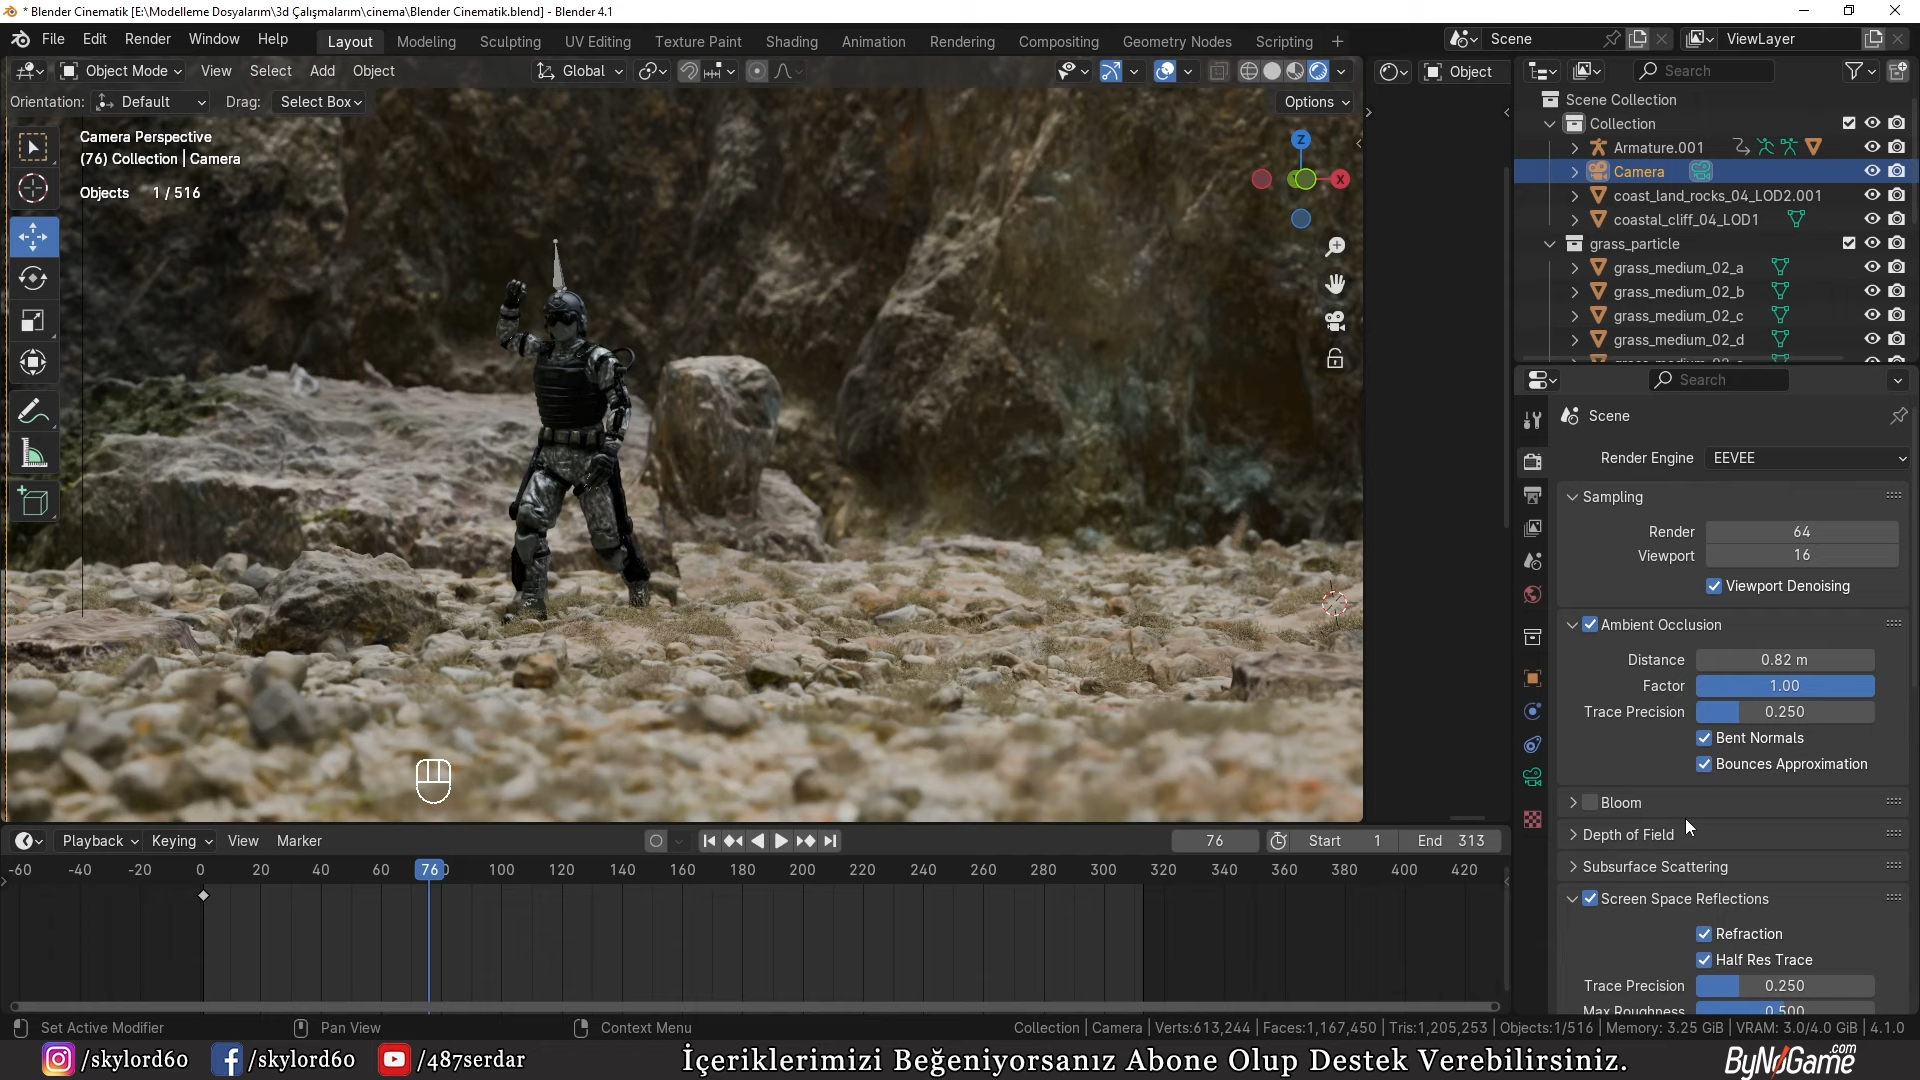 * Blender Cinematik [E:\Modelleme Dosyalarım\3d Çalışmalarım\cinema\Blender Cinematik.blend] - Blender 4.1
File Edit Render Window Help
Layout Modeling Sculpting UV Editing Texture Paint Shading Animation Rendering Compositing Geometry Nodes Scripting
Scene
ViewLayer
Object Mode View Select Add Object
Global
Object
Search
Orientation: Default Drag: Select Box
Options
Camera Perspective
(76) Collection | Camera
Objects 1 / 516
Z
X
Scene Collection
Collection
Armature.001
Camera
coast_land_rocks_04_LOD2.001
coastal_cliff_04_LOD1
grass_particle
grass_medium_02_a
grass_medium_02_b
grass_medium_02_c
grass_medium_02_d
Search
Scene
Render Engine EEVEE
Sampling
Render 64
Viewport 16
Viewport Denoising
Ambient Occlusion
Distance 0.82 m
Factor 1.00
Trace Precision 0.250
Bent Normals
Bounces Approximation
Bloom
Depth of Field
Subsurface Scattering
Screen Space Reflections
Refraction
Half Res Trace
Trace Precision 0.250
Max Roughness 0.500
Playback Keying View Marker
76 Start 1 End 313
-60 -40 -20 0 20 40 60 76 100 120 140 160 180 200 220 240 260 280 300 320 340 360 380 400 420
Set Active Modifier Pan View Context Menu
Collection | Camera | Verts:613,244 | Faces:1,167,450 | Tris:1,205,253 | Objects:1/516 | Memory: 3.25 GiB | VRAM: 3.0/4.0 GiB | 4.1.0
/skylord60 /skylord60 /487serdar
İçeriklerimizi Beğeniyorsanız Abone Olup Destek Verebilirsiniz.
ByNoGame.com